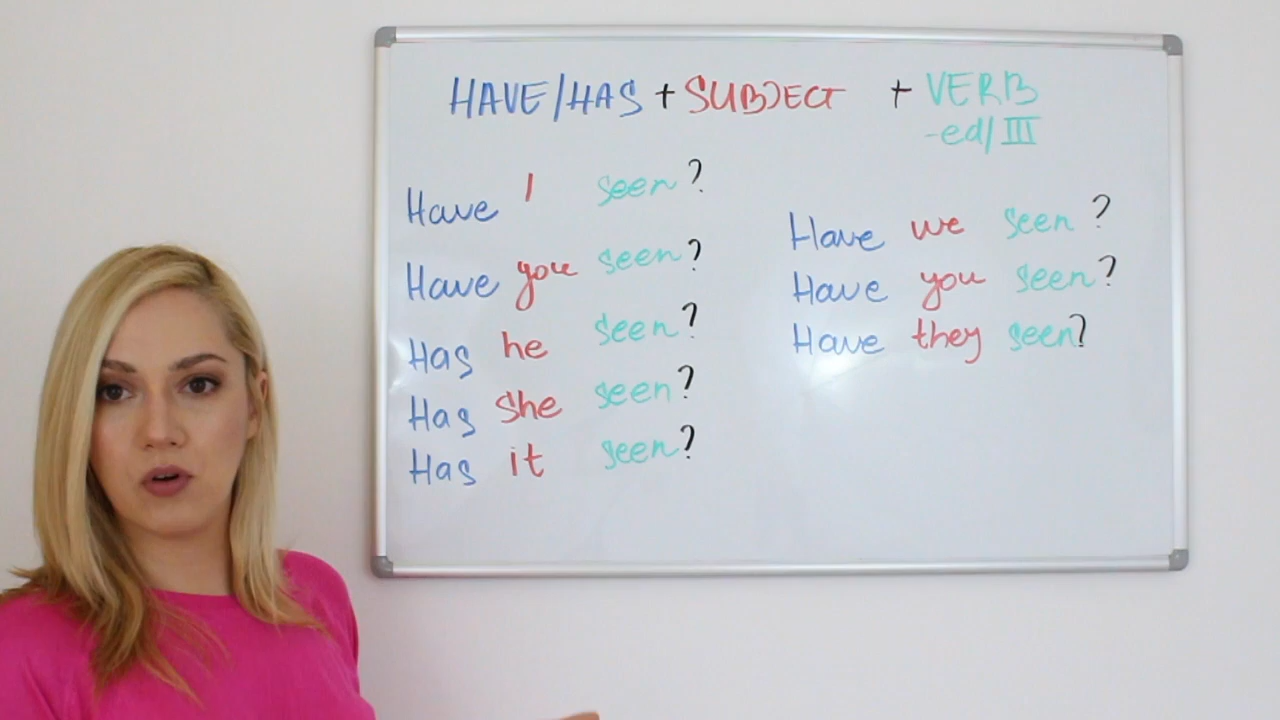 HAVE/HAS + SUBJECT + VERB
-ed/III
Have I seen?
Have you seen?
Has he seen?
Has she seen?
Has it seen?
Have we seen?
Have you seen?
Have they seen?